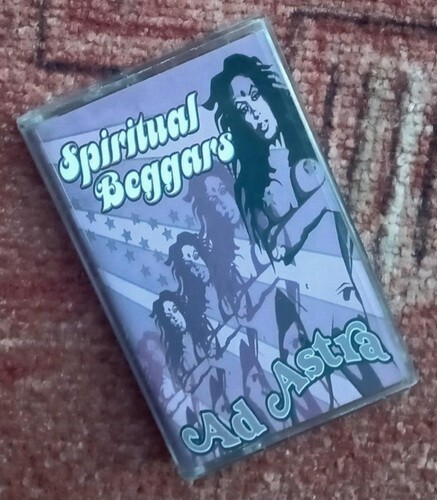 Spiritual
Beggars
Ad Astra